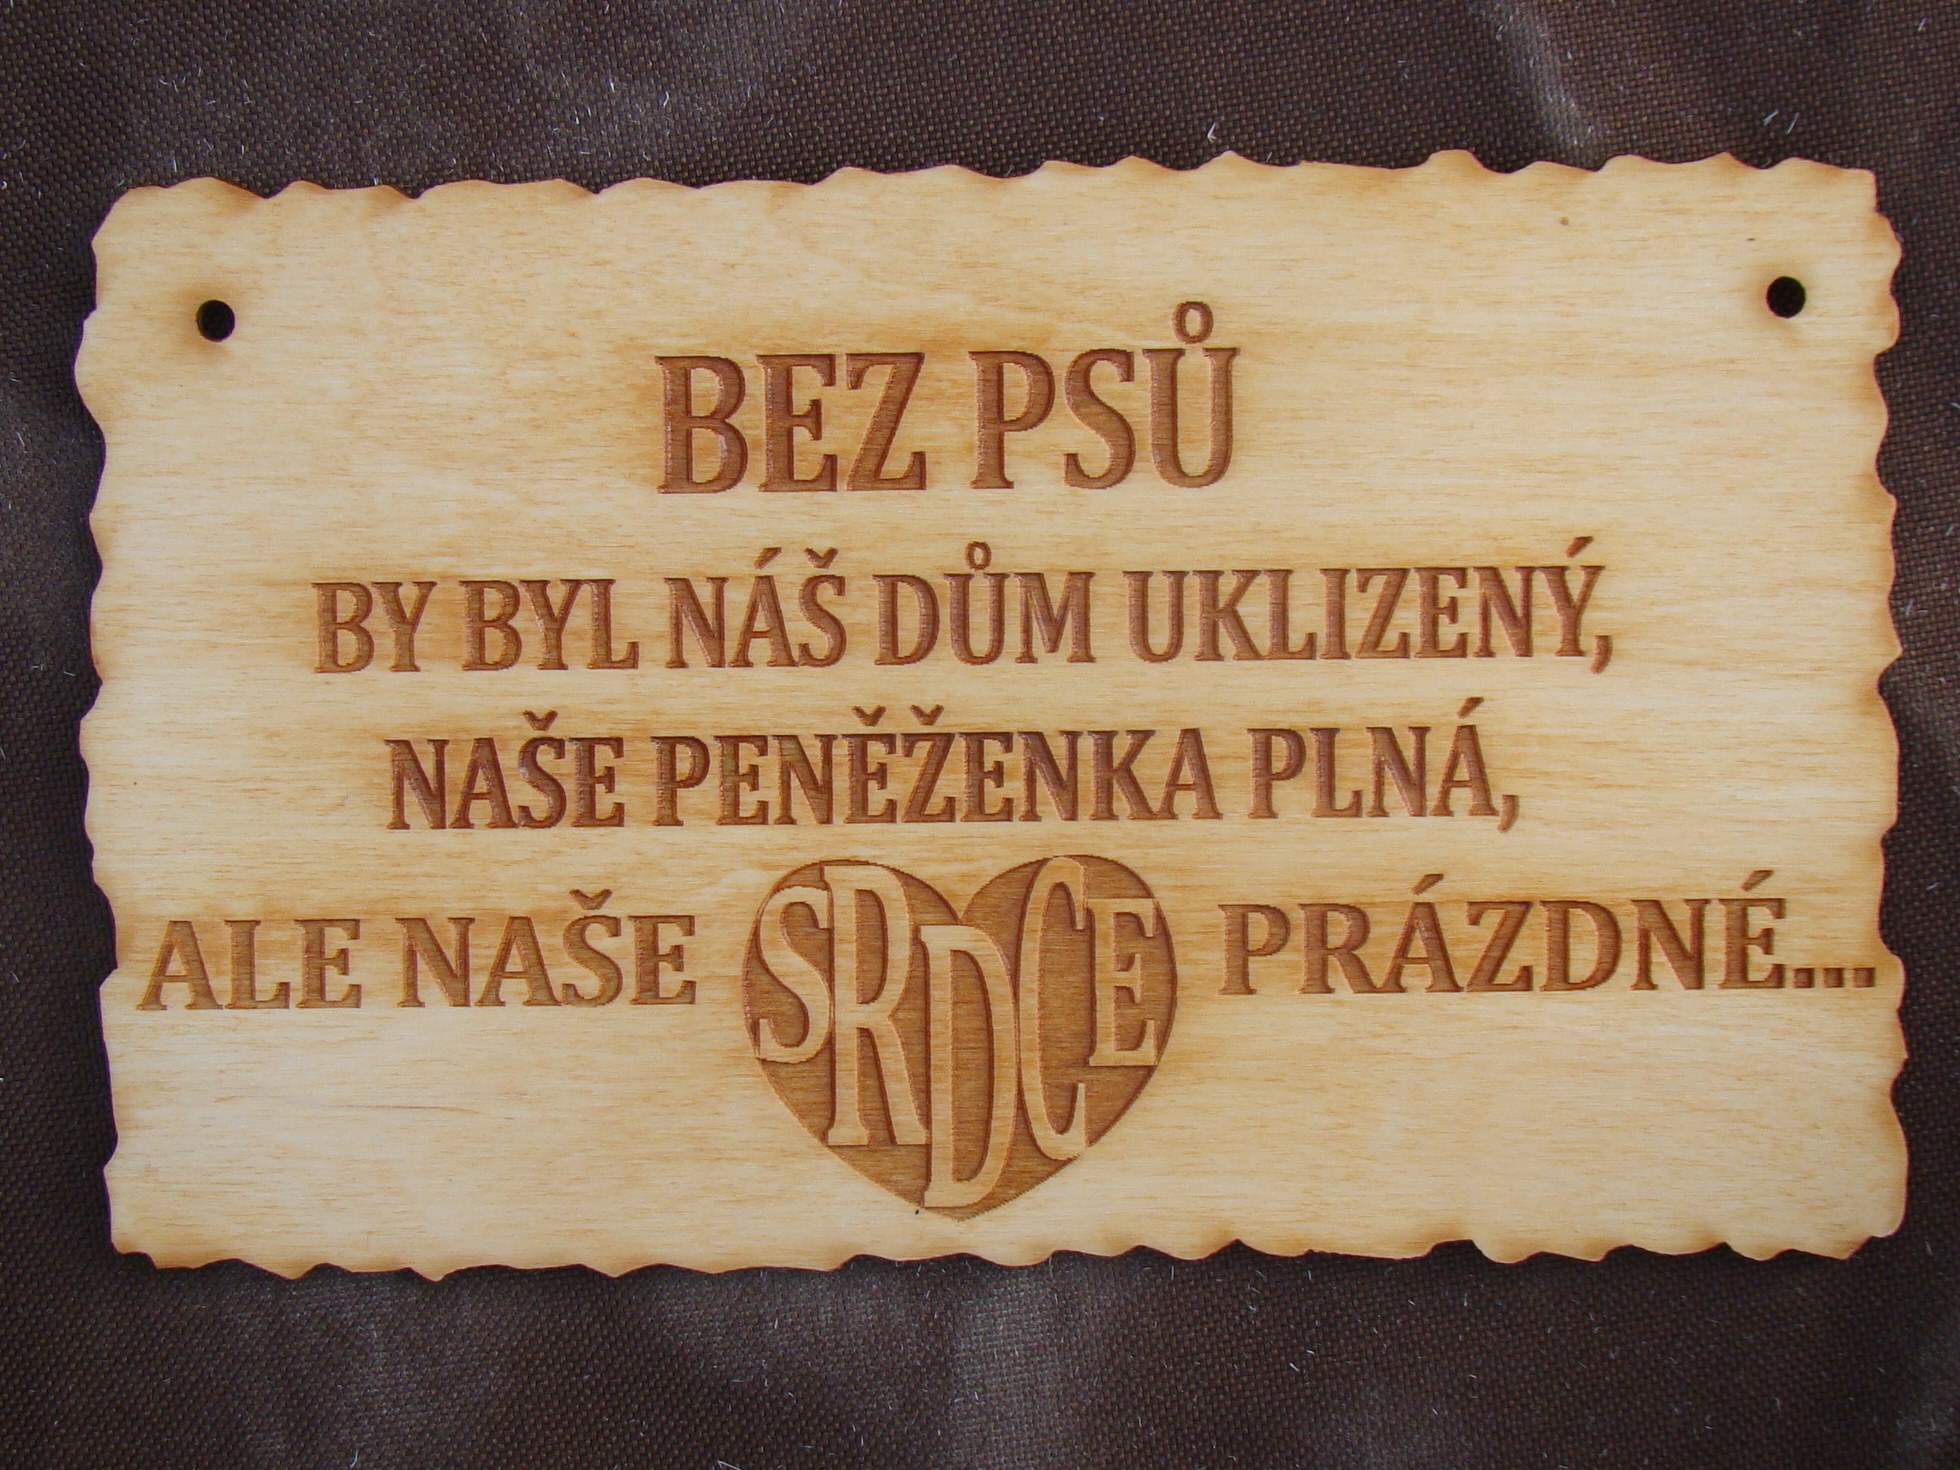 BEZ PSŮ
BY BYL NÁŠ DŮM UKLIZENÝ,
NAŠE PENĚŽENKA PLNÁ,
ALE NAŠE SRDCE PRÁZDNÉ...